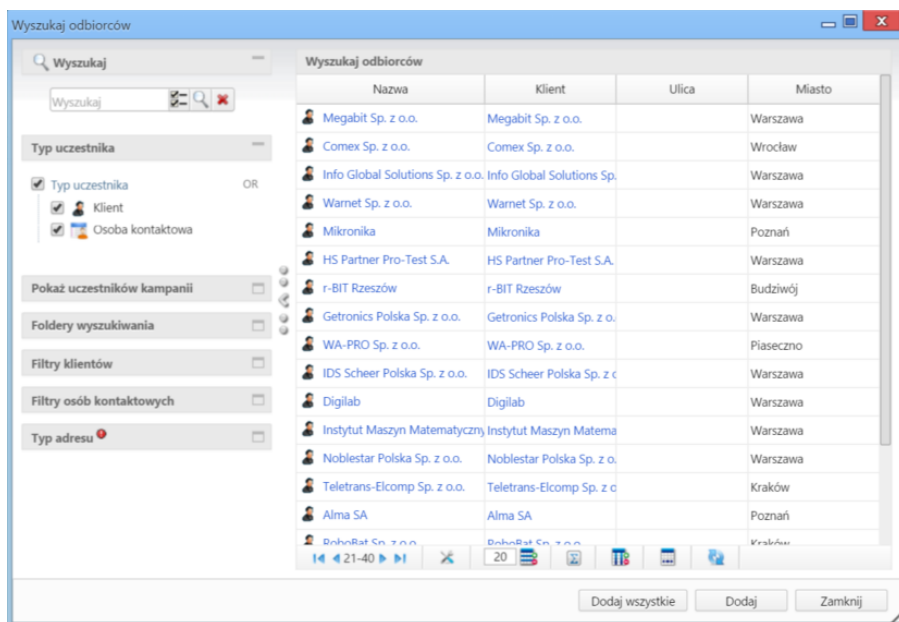 Wyszukaj odbiorców
Wyszukaj
Wyszukaj
Typ uczestnika
Typ uczestnika OR
Klient
Osoba kontaktowa
Pokaż uczestników kampanii
Foldery wyszukiwania
Filtry klientów
Filtry osób kontaktowych
Typ adresu
Wyszukaj odbiorców
Nazwa Klient Ulica Miasto
Megabit Sp. z o.o. Megabit Sp. z o.o. Warszawa
Comex Sp. z o.o. Comex Sp. z o.o. Wrocław
Info Global Solutions Sp. z o.o. Info Global Solutions Sp. Warszawa
Warnet Sp. z o.o. Warnet Sp. z o.o. Warszawa
Mikronika Mikronika Poznań
HS Partner Pro-Test S.A. HS Partner Pro-Test S.A. Warszawa
r-BIT Rzeszów r-BIT Rzeszów Budziwój
Getronics Polska Sp. z o.o. Getronics Polska Sp. z o. Warszawa
WA-PRO Sp. z o.o. WA-PRO Sp. z o.o. Piaseczno
IDS Scheer Polska Sp. z o.o. IDS Scheer Polska Sp. z o Warszawa
Digilab Digilab Warszawa
Instytut Maszyn Matematyczny Instytut Maszyn Matema Warszawa
Noblestar Polska Sp. z o.o. Noblestar Polska Sp. z o. Warszawa
Teletrans-Elcomp Sp. z o.o. Teletrans-Elcomp Sp. z o Kraków
Alma SA Alma SA Poznań
RoboBat Sp. z o.o. RoboBat Sp. z o.o. Kraków
21-40 20
Dodaj wszystkie Dodaj Zamknij